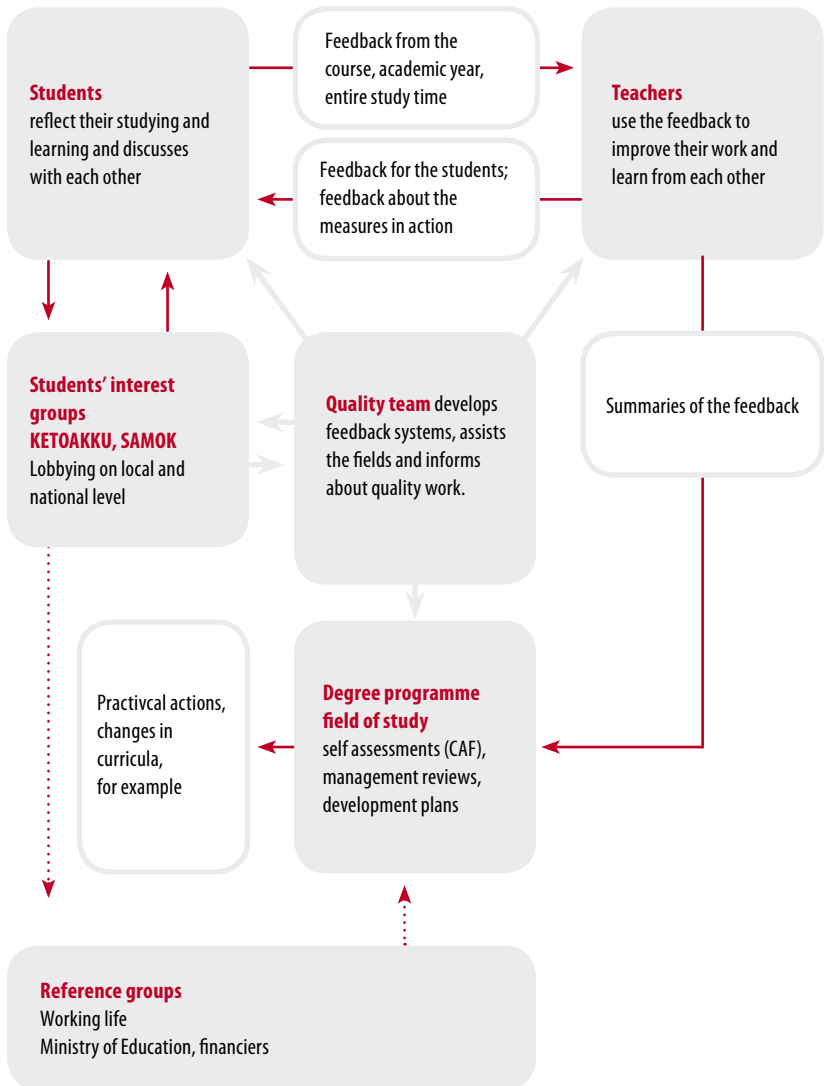 Students
reflect their studying and
learning and discusses
with each other
Feedback from the
course, academic year,
entire study time
Feedback for the students;
feedback about the
measures in action
Teachers
use the feedback to
improve their work and
learn from each other
Students’ interest
groups
KETOAKKU, SAMOK
Lobbying on local and
national level
Quality team develops
feedback systems, assists
the fields and informs
about quality work.
Summaries of the feedback
Practivcal actions,
changes in
curricula,
for example
Degree programme
field of study
self assessments (CAF),
management reviews,
development plans
Reference groups
Working life
Ministry of Education, financiers